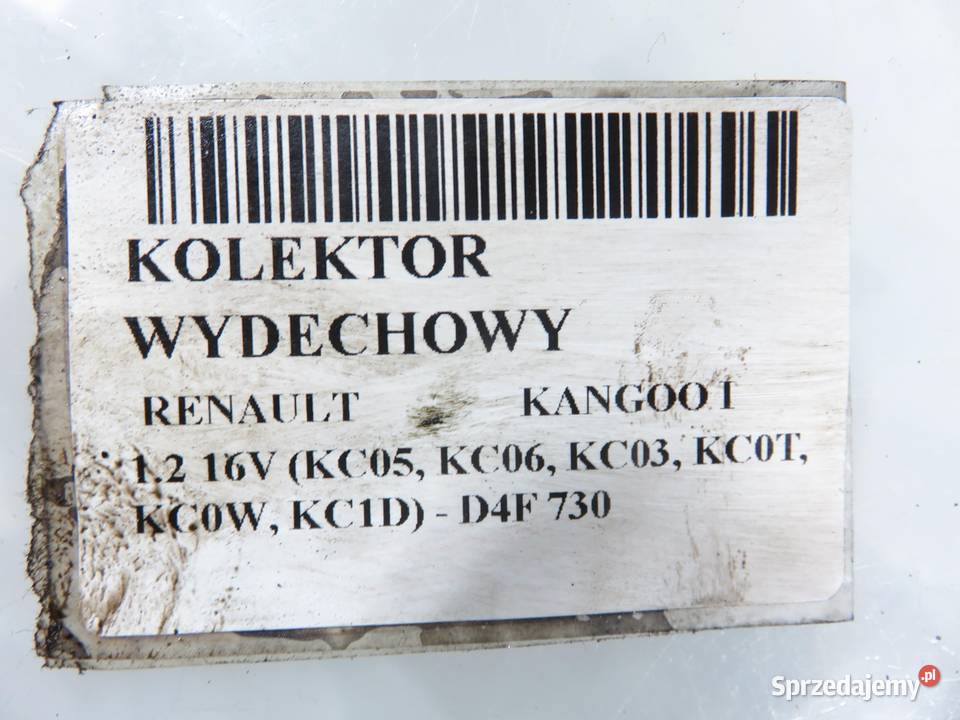 KOLEKTOR
WYDECHOWY
RENAULT KANGOO I
1.2 16V (KC05, KC06, KC03, KC0T,
KC0W, KC1D) - D4F 730
Sprzedajemy.pl